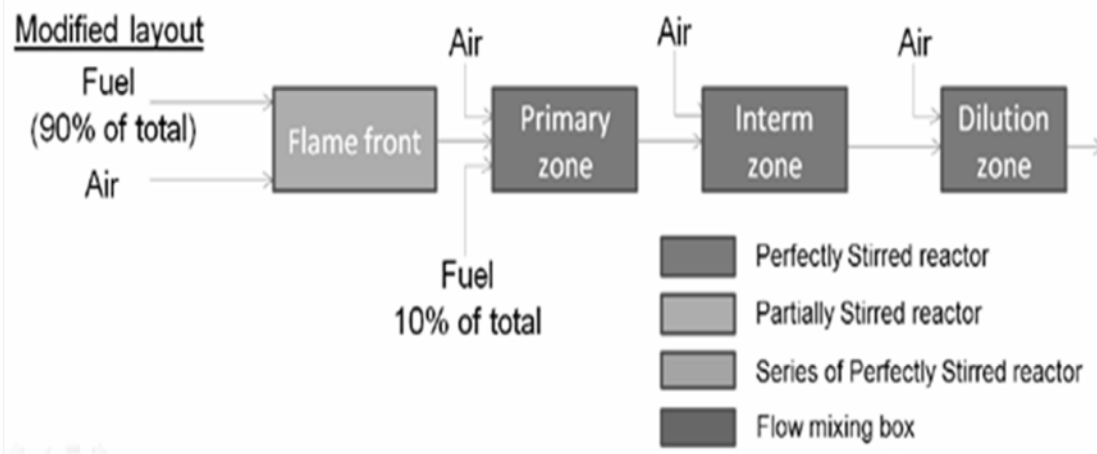 Modified layout
Fuel
(90% of total)
Air
Flame front
Air
Primary
zone
Fuel
10% of total
Air
Interm
zone
Air
Dilution
zone
Perfectly Stirred reactor
Partially Stirred reactor
Series of Perfectly Stirred reactor
Flow mixing box